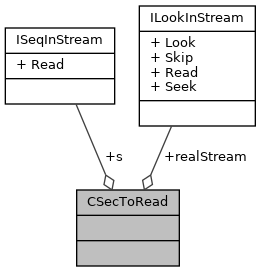 ISeqInStream
+ Read
ILookInStream
+ Look
+ Skip
+ Read
+ Seek
+s
+realStream
CSecToRead